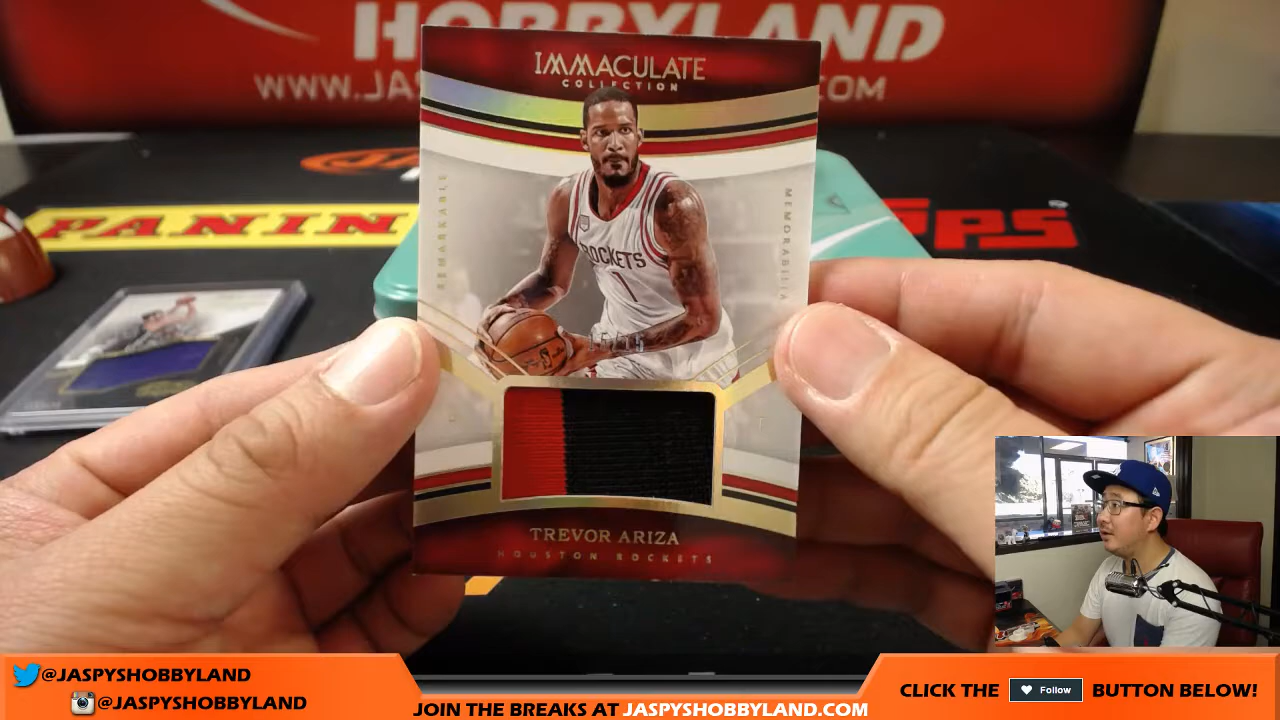 HOBBYLAND
WWW.JAS
COM
IMMACULATE
COLLECTION
REMARKABLE
MEMORABILIA
PANINI
ROCKETS
1
TREVOR ARIZA
HOUSTON ROCKETS
@JASPYSHOBBYLAND
@JASPYSHOBBYLAND
JOIN THE BREAKS AT JASPYSHOBBYLAND.COM
CLICK THE Follow BUTTON BELOW!